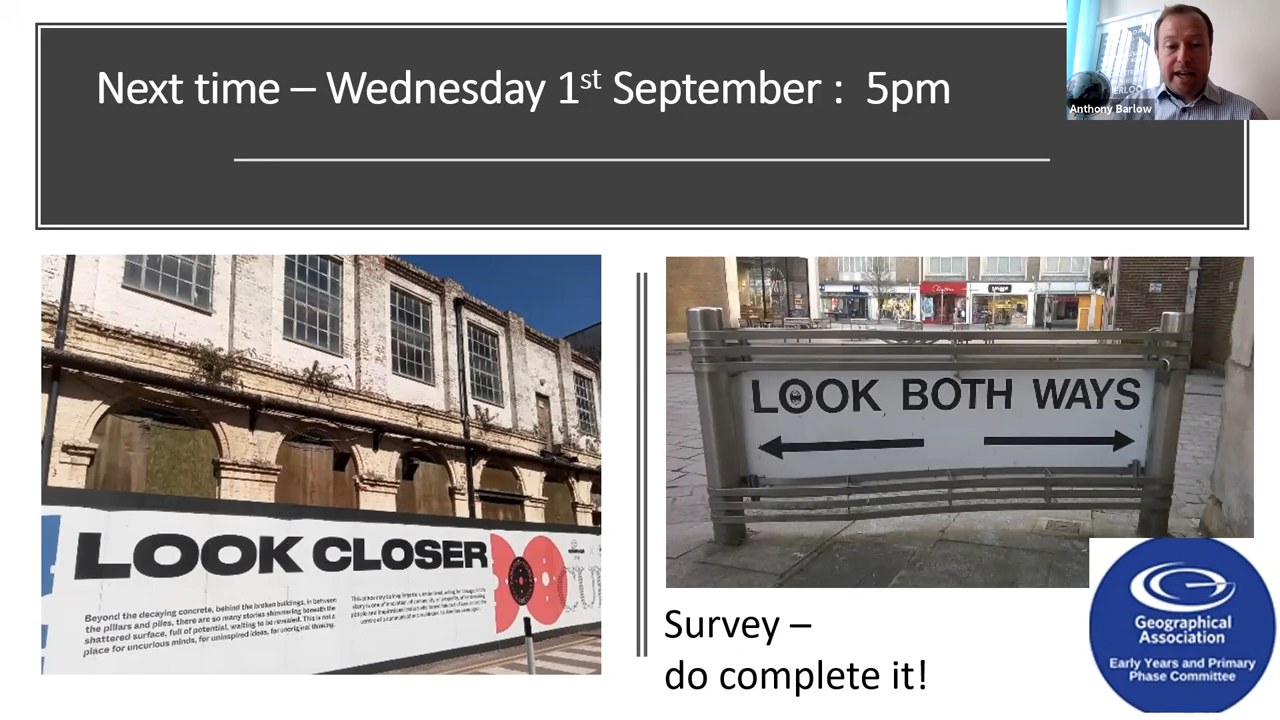 Next time – Wednesday 1st September : 5pm
Anthony Barlow
LOOK CLOSER
Beyond the decaying concrete, behind the broken buildings, in between
the pillars and piles, there are so many stories shimmering beneath the
shattered surface, full of potential, waiting to be revealed. This is not a
place for uncurious minds, for uninspired ideas, for unoriginal thinking.
LOOK BOTH WAYS
Survey –
do complete it!
Geographical
Association
Early Years and Primary
Phase Committee